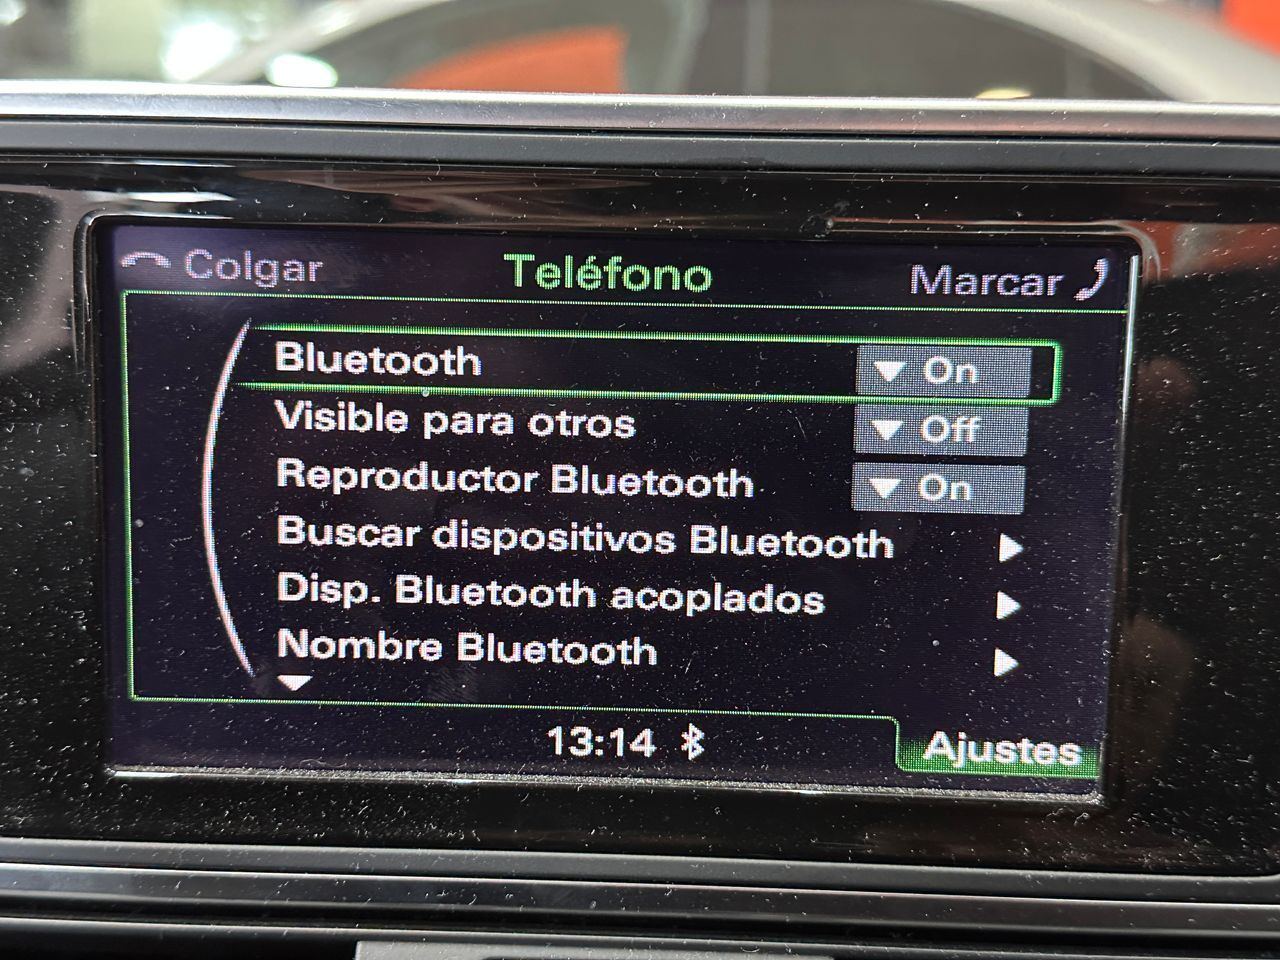 Colgar Teléfono Marcar
Bluetooth On
Visible para otros Off
Reproductor Bluetooth On
Buscar dispositivos Bluetooth
Disp. Bluetooth acoplados
Nombre Bluetooth
13:14
Ajustes